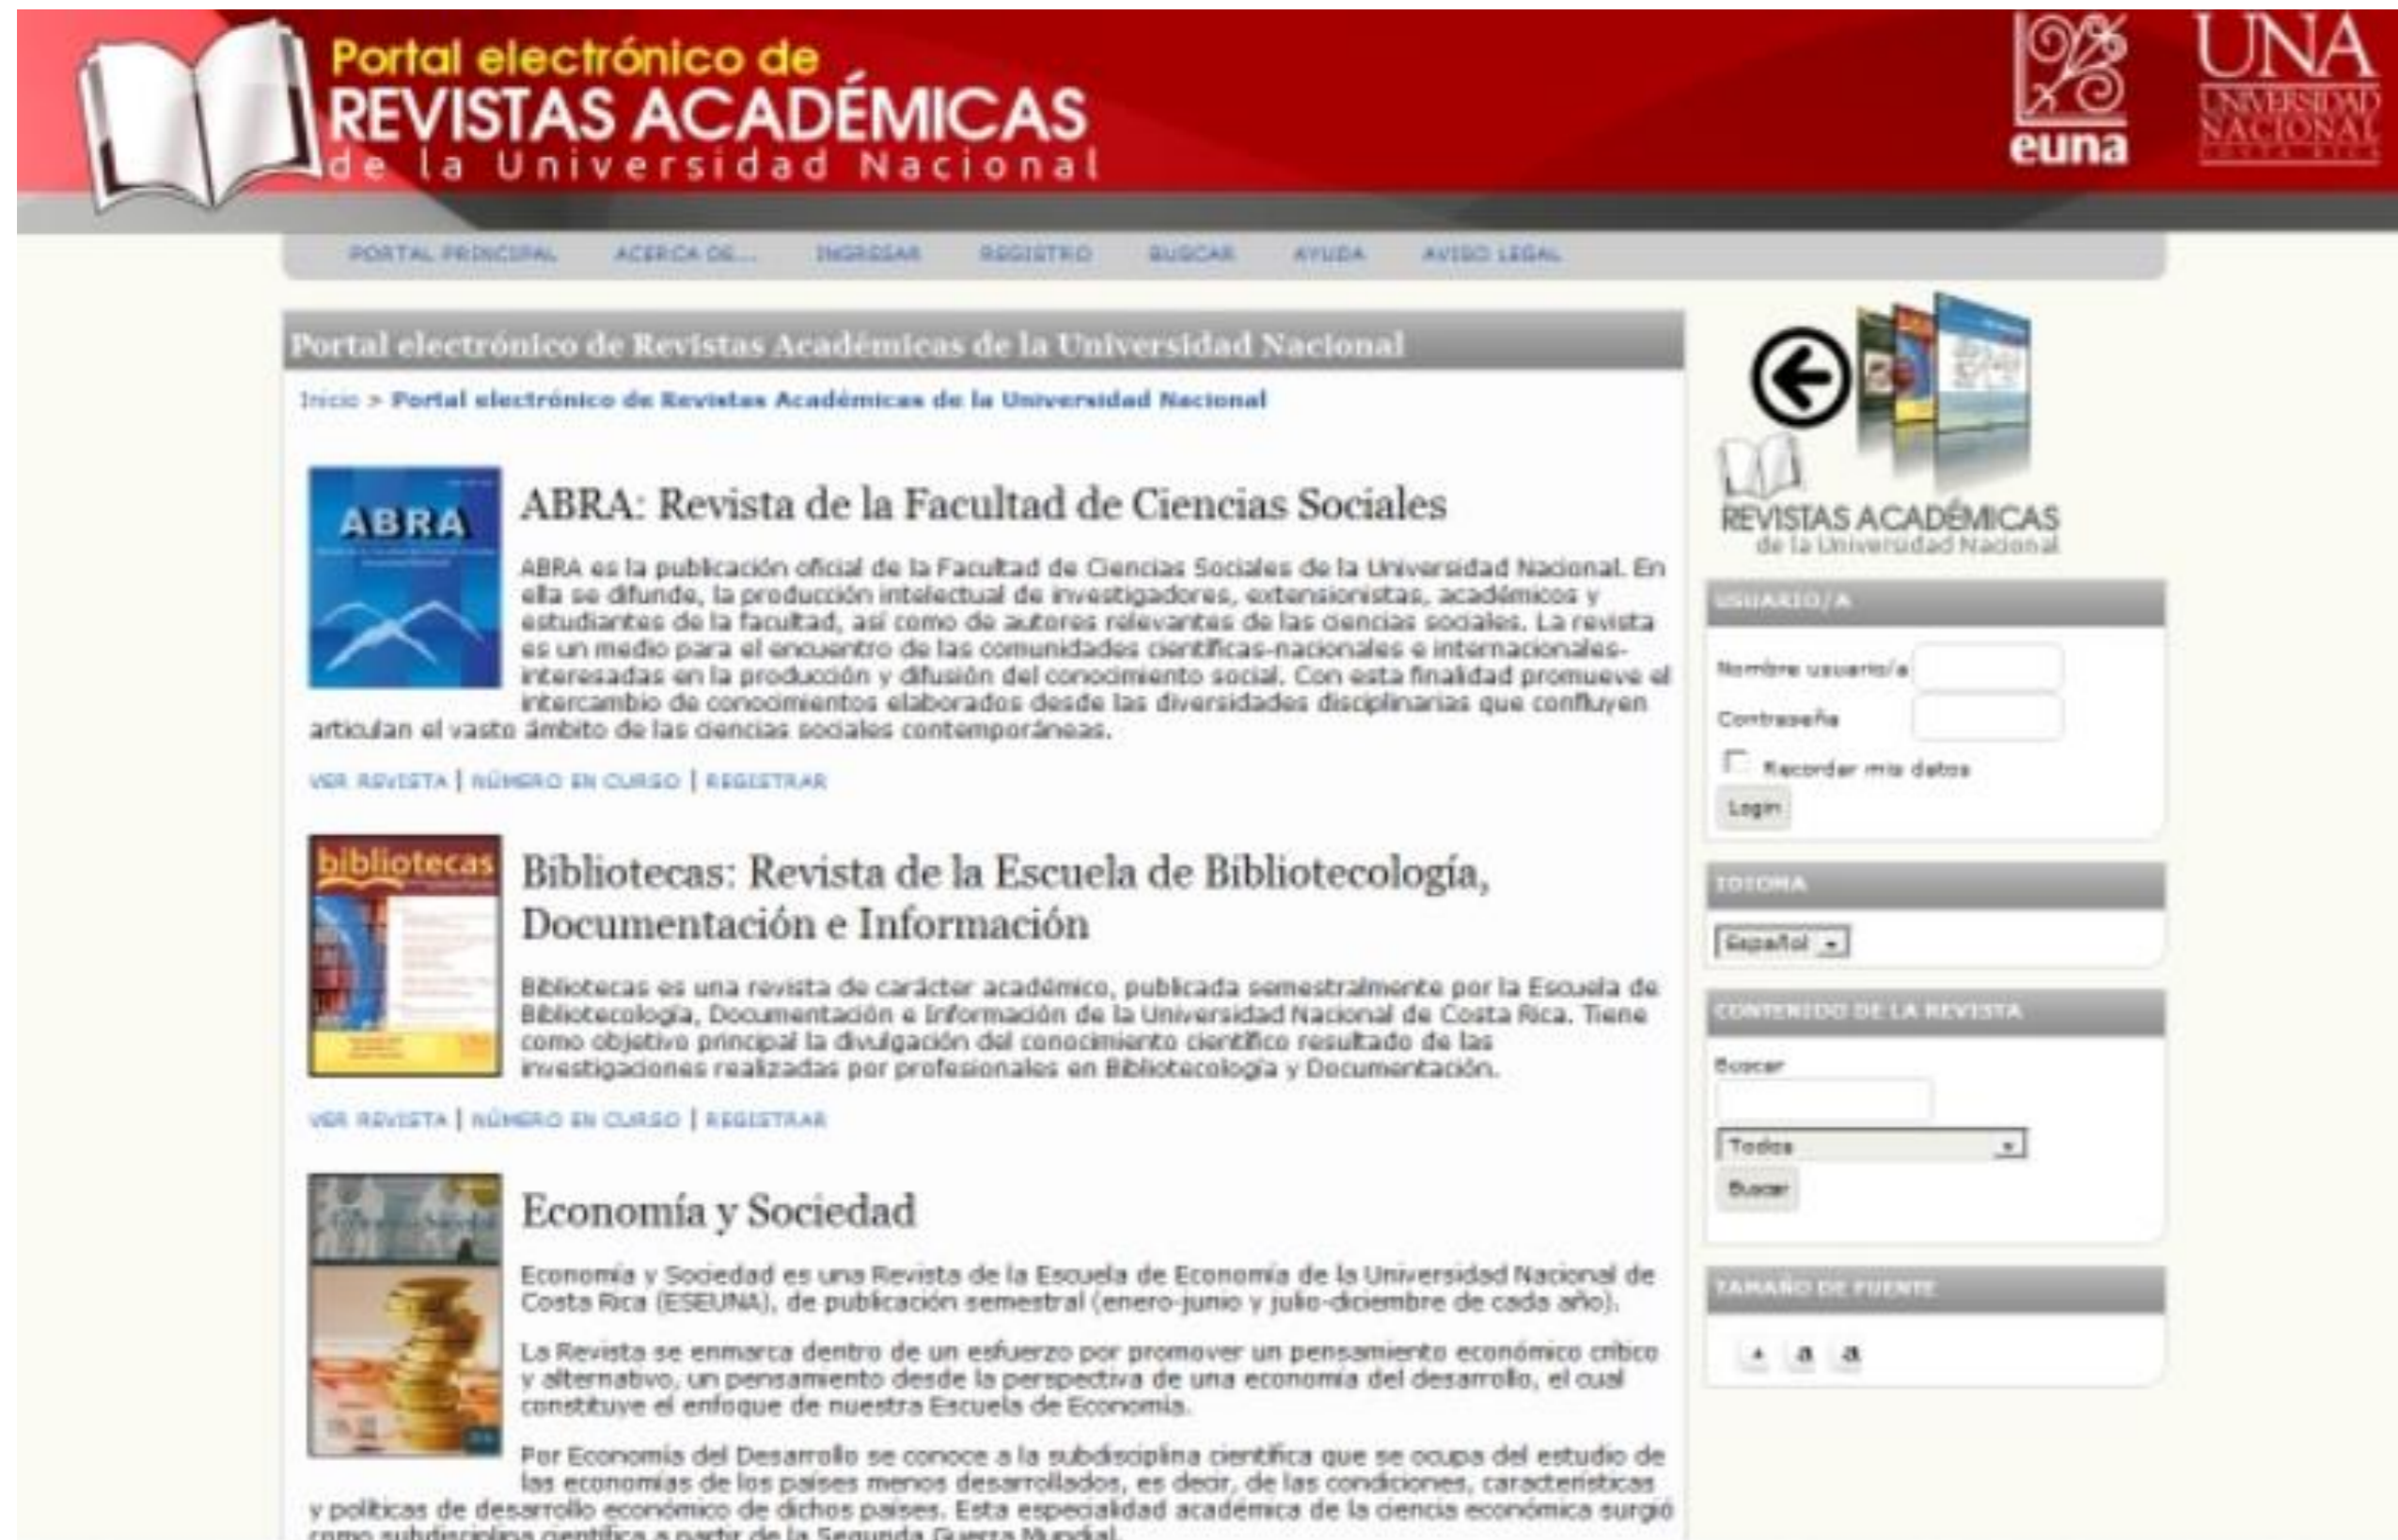 Portal electrónico de
REVISTAS ACADÉMICAS
de la Universidad Nacional
euna
UNA
UNIVERSIDAD
NACIONAL
COSTA RICA
PORTAL PRINCIPAL ACERCA DE... INGRESAR REGISTRO BUSCAR AYUDA AVISO LEGAL
Portal electrónico de Revistas Académicas de la Universidad Nacional
Inicio > Portal electrónico de Revistas Académicas de la Universidad Nacional
ABRA
ABRA: Revista de la Facultad de Ciencias Sociales
ABRA es la publicación oficial de la Facultad de Ciencias Sociales de la Universidad Nacional. En
ella se difunde, la producción intelectual de investigadores, extensionistas, académicos y
estudiantes de la facultad, así como de autores relevantes de las ciencias sociales. La revista
es un medio para el encuentro de las comunidades científicas-nacionales e internacionales-
interesadas en la producción y difusión del conocimiento social. Con esta finalidad promueve el
intercambio de conocimientos elaborados desde las diversidades disciplinarias que confluyen
articulan el vasto ámbito de las ciencias sociales contemporáneas.
VER REVISTA | NÚMERO EN CURSO | REGISTRAR
bibliotecas
Bibliotecas: Revista de la Escuela de Bibliotecología,
Documentación e Información
Bibliotecas es una revista de carácter académico, publicada semestralmente por la Escuela de
Bibliotecología, Documentación e Información de la Universidad Nacional de Costa Rica. Tiene
como objetivo principal la divulgación del conocimiento científico resultado de las
investigaciones realizadas por profesionales en Bibliotecología y Documentación.
VER REVISTA | NÚMERO EN CURSO | REGISTRAR
Economía y Sociedad
Economía y Sociedad es una Revista de la Escuela de Economía de la Universidad Nacional de
Costa Rica (ESEUNA), de publicación semestral (enero-junio y julio-diciembre de cada año).
La Revista se enmarca dentro de un esfuerzo por promover un pensamiento económico crítico
y alternativo, un pensamiento desde la perspectiva de una economía del desarrollo, el cual
constituye el enfoque de nuestra Escuela de Economía.
Por Economía del Desarrollo se conoce a la subdisciplina científica que se ocupa del estudio de
las economías de los países menos desarrollados, es decir, de las condiciones, características
y políticas de desarrollo económico de dichos países. Esta especialidad académica de la ciencia económica surgió
como subdisciplina científica a partir de la Segunda Guerra Mundial.
REVISTAS ACADÉMICAS
de la Universidad Nacional
USUARIO/A
Nombre usuario/a
Contraseña
Recordar mis datos
Login
IDIOMA
Español
CONTENIDO DE LA REVISTA
Buscar
Todos
Buscar
TAMAÑO DE FUENTE
A a a